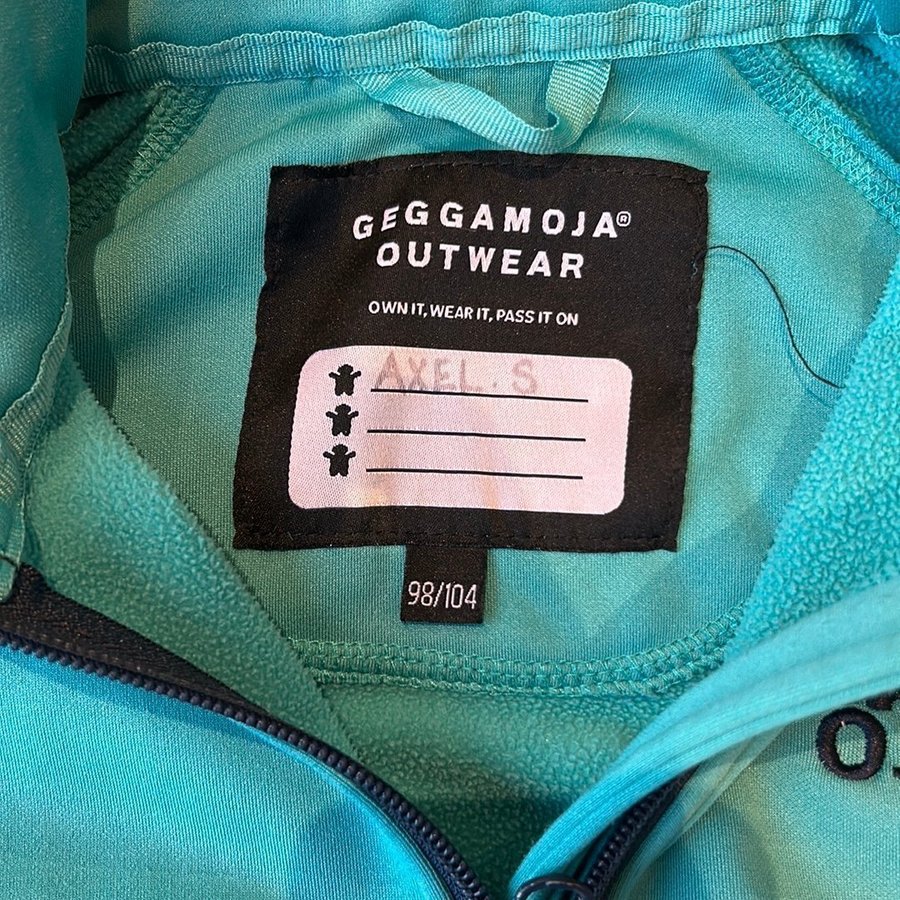 GEGGAMOJA®
OUTWEAR
OWN IT, WEAR IT, PASS IT ON
AXEL. S
98/104